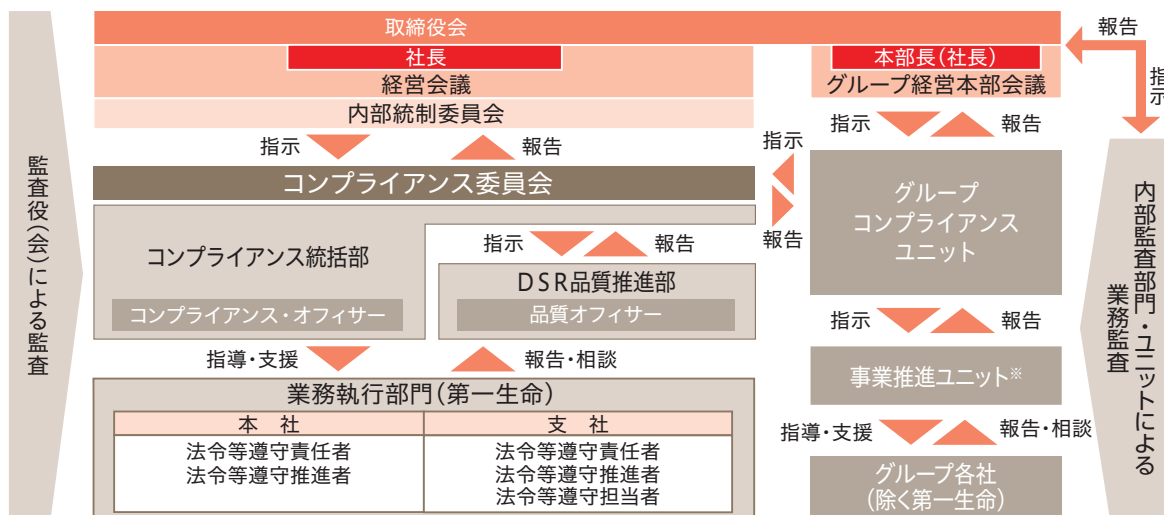 取締役会
社長
経営会議
内部統制委員会
指示
報告
コンプライアンス委員会
コンプライアンス統括部
コンプライアンス・オフィサー
指示
報告
DSR品質推進部
品質オフィサー
指導・支援
報告・相談
業務執行部門(第一生命)
本 社
支 社
法令等遵守責任者
法令等遵守推進者
法令等遵守責任者
法令等遵守推進者
法令等遵守担当者
監査役(会)による監査
指示
報告
本部長(社長)
グループ経営本部会議
指示
報告
グループ
コンプライアンス
ユニット
指示
報告
事業推進ユニット※
指導・支援
報告・相談
グループ各社
(除く第一生命)
報告
指示
内部監査部門・ユニットによる
業務監査